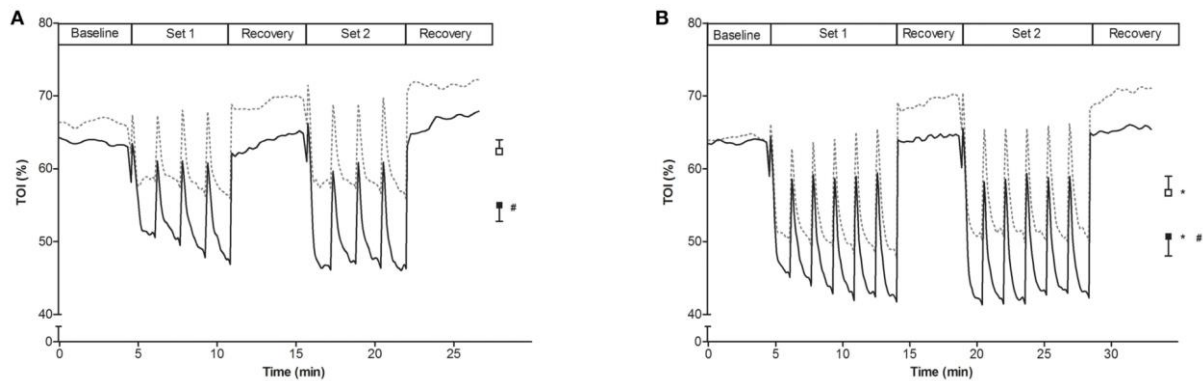 A
80
Baseline Set 1 Recovery Set 2 Recovery
70
TOI (%)
60
50
40
0
#
0 5 10 15 20 25
Time (min)
B
80
Baseline Set 1 Recovery Set 2 Recovery
70
TOI (%)
60
50
40
0
*
* #
0 5 10 15 20 25 30
Time (min)